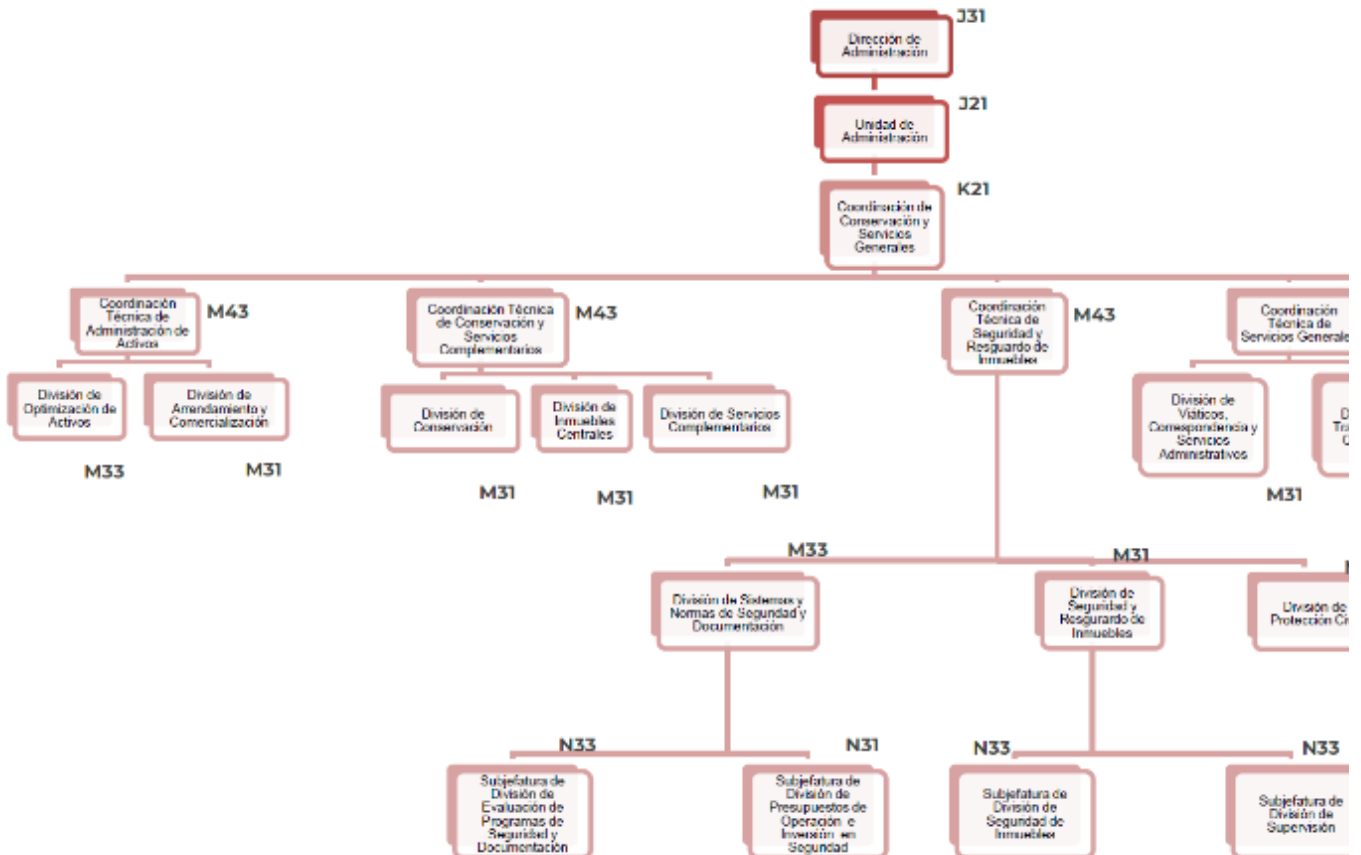 J31
Dirección de
Administración
J21
Unidad de
Administración
K21
Coordinación de
Conservación y
Servicios
Generales
Coordinación
Técnica de
Administración de
Activos
M43
Coordinación Técnica
de Conservación y
Servicios
Complementarios
M43
Coordinación
Técnica de
Seguridad y
Resguardo de
Inmuebles
M43
Coordinación
Técnica de
Servicios Generale
División de
Optimización de
Activos
M33
División de
Arrendamiento y
Comercialización
M31
División de
Conservación
M31
División de
Inmuebles
Centrales
M31
División de Servicios
Complementarios
M31
División de
Viáticos,
Correspondencia y
Servicios
Administrativos
M31
M33
División de Sistemas y
Normas de Seguridad y
Documentación
M31
División de
Seguridad y
Resgurardo de
Inmuebles
División de
Protección Ci
N33
Subjefatura de
División de
Evaluación de
Programas de
Seguridad y
Documentación
N31
Subjefatura de
División de
Presupuestos de
Operación e
Inversión en
Seguridad
N33
Subjefatura de
División de
Seguridad de
Inmuebles
N33
Subjefatura de
División de
Supervisión